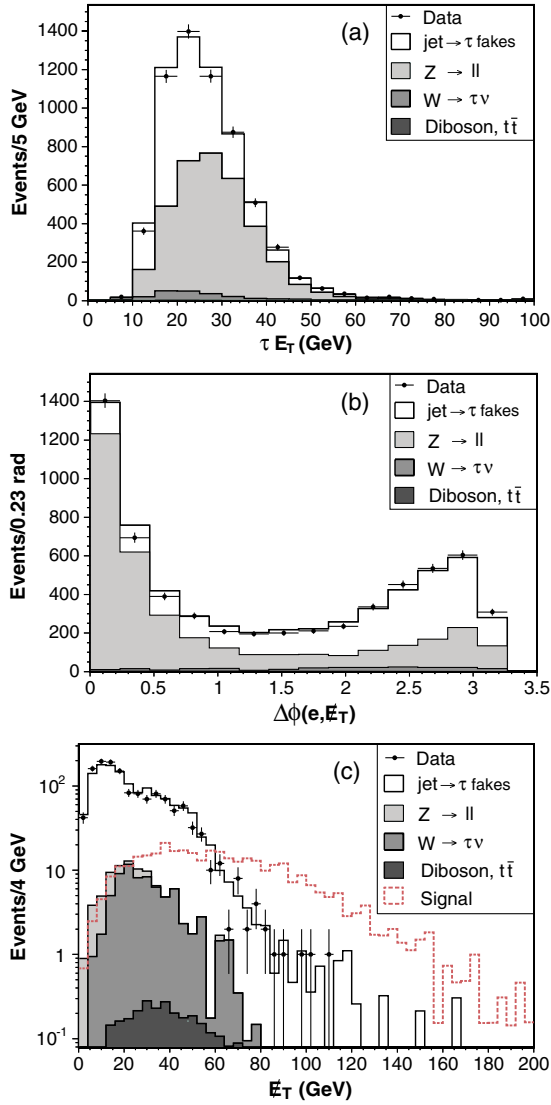 (a)
Data
jet→τ fakes
Z → ll
W → τν
Diboson, tt̄
Events/5 GeV
1400
1200
1000
800
600
400
200
0
0 10 20 30 40 50 60 70 80 90 100
τ E_T (GeV)
(b)
Data
jet→τ fakes
Z → ll
W → τν
Diboson, tt̄
Events/0.23 rad
1400
1200
1000
800
600
400
200
0
0 0.5 1 1.5 2 2.5 3 3.5
Δϕ(e,E̸_T)
(c)
Data
jet→τ fakes
Z → ll
W → τν
Diboson, tt̄
Signal
Events/4 GeV
10²
10
1
10⁻¹
0 20 40 60 80 100 120 140 160 180 200
E̸_T (GeV)